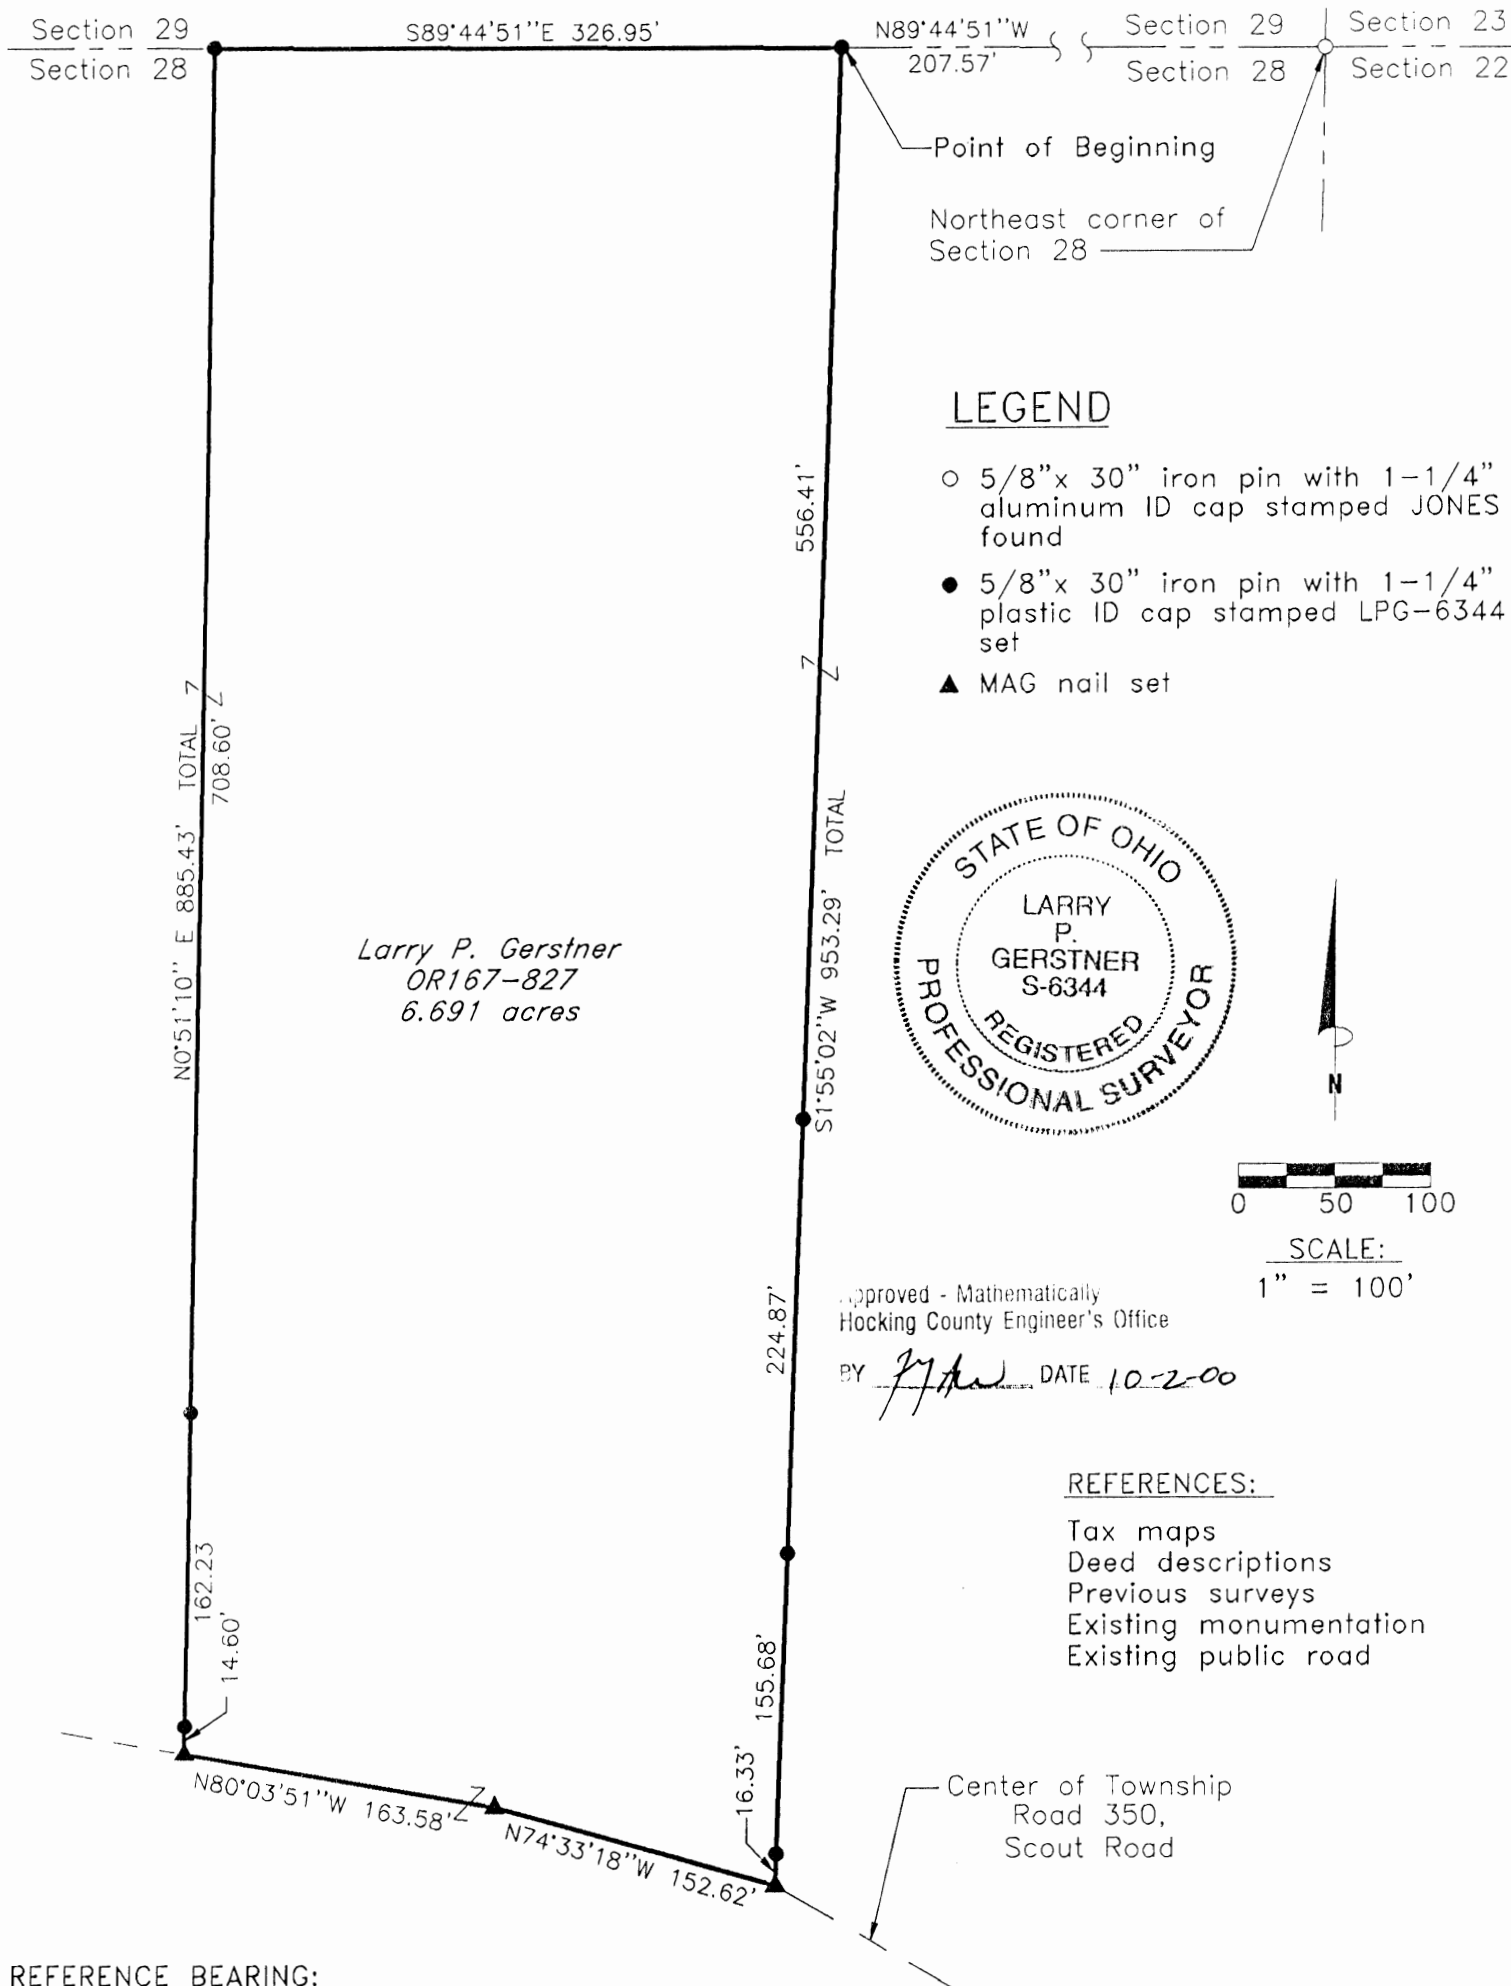 Section 29
Section 28
S89°44'51"E 326.95'
N89°44'51"W
207.57'
Section 29
Section 28
Section 23
Section 22
Point of Beginning
Northeast corner of
Section 28
LEGEND
5/8"x 30" iron pin with 1-1/4"
aluminum ID cap stamped JONES
found
5/8"x 30" iron pin with 1-1/4"
plastic ID cap stamped LPG-6344
set
MAG nail set
556.41'
N0°51'10" E 885.43' TOTAL
708.60'
S1°55'02"W 953.29' TOTAL
Larry P. Gerstner
OR167-827
6.691 acres
STATE OF OHIO
LARRY
P.
GERSTNER
S-6344
REGISTERED
PROFESSIONAL SURVEYOR
N
0 50 100
SCALE:
1" = 100'
224.87'
Approved - Mathematically
Hocking County Engineer's Office
BY DATE 10-2-00
REFERENCES:
Tax maps
Deed descriptions
Previous surveys
Existing monumentation
Existing public road
162.23
14.60'
155.68'
16.33'
N80°03'51"W 163.58'
N74°33'18"W 152.62'
Center of Township
Road 350,
Scout Road
REFERENCE BEARING: